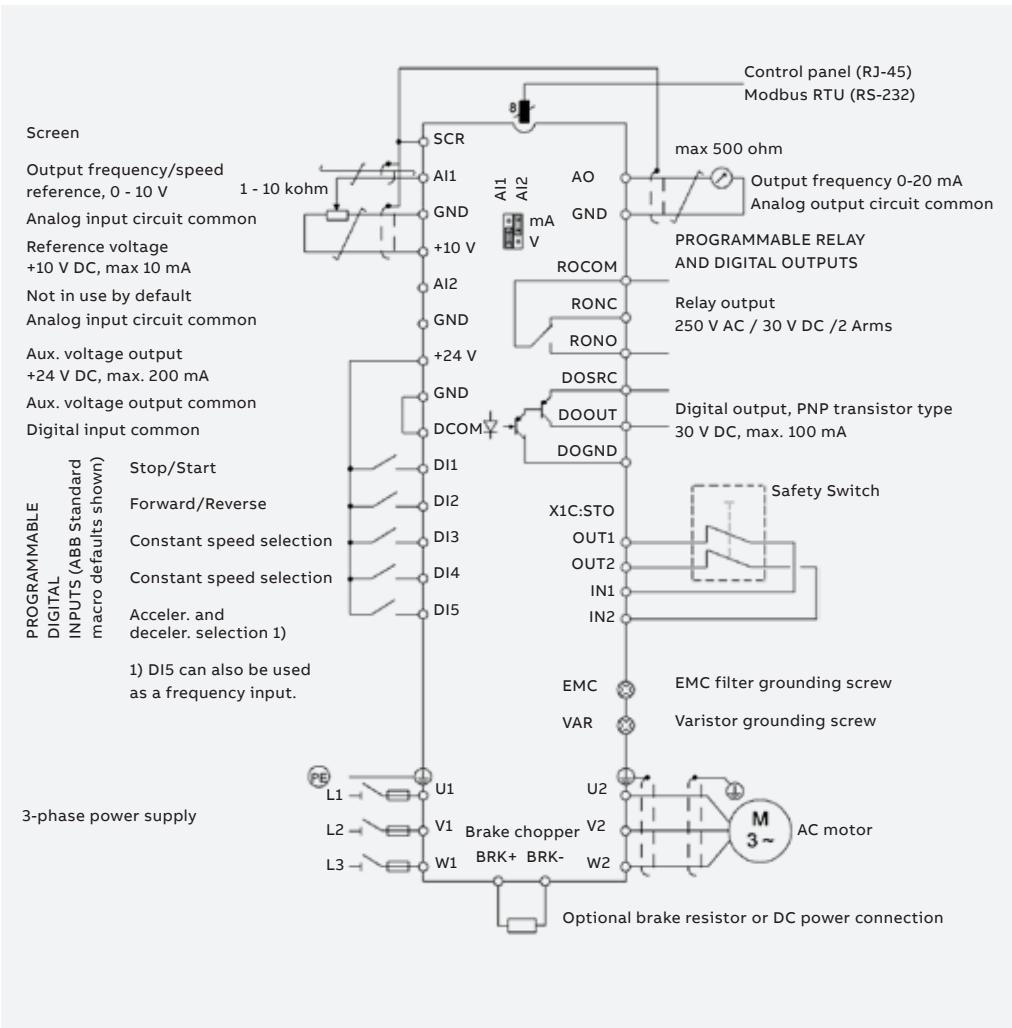 Control panel (RJ-45)
Modbus RTU (RS-232)
8
Screen
SCR
max 500 ohm
Output frequency/speed
reference, 0 - 10 V
1 - 10 kohm
AI1
AI1
AI2
AO
Output frequency 0-20 mA
Analog output circuit common
Analog input circuit common
GND
mA
V
GND
Reference voltage
+10 V DC, max 10 mA
+10 V
PROGRAMMABLE RELAY
AND DIGITAL OUTPUTS
ROCOM
Not in use by default
AI2
Analog input circuit common
GND
RONC
Relay output
250 V AC / 30 V DC /2 Arms
RONO
Aux. voltage output
+24 V DC, max. 200 mA
+24 V
DOSRC
Aux. voltage output common
GND
DOOUT
Digital output, PNP transistor type
30 V DC, max. 100 mA
Digital input common
DCOM
DOGND
PROGRAMMABLE
DIGITAL
INPUTS (ABB Standard
macro defaults shown)
Stop/Start
DI1
Forward/Reverse
DI2
Constant speed selection
DI3
Constant speed selection
DI4
Acceler. and
deceler. selection 1)
DI5
1) DI5 can also be used
as a frequency input.
Safety Switch
X1C:STO
OUT1
OUT2
IN1
IN2
EMC
EMC filter grounding screw
VAR
Varistor grounding screw
PE
3-phase power supply
L1
U1
U2
L2
V1
Brake chopper
V2
L3
W1
BRK+ BRK-
W2
M
3 ~
AC motor
Optional brake resistor or DC power connection